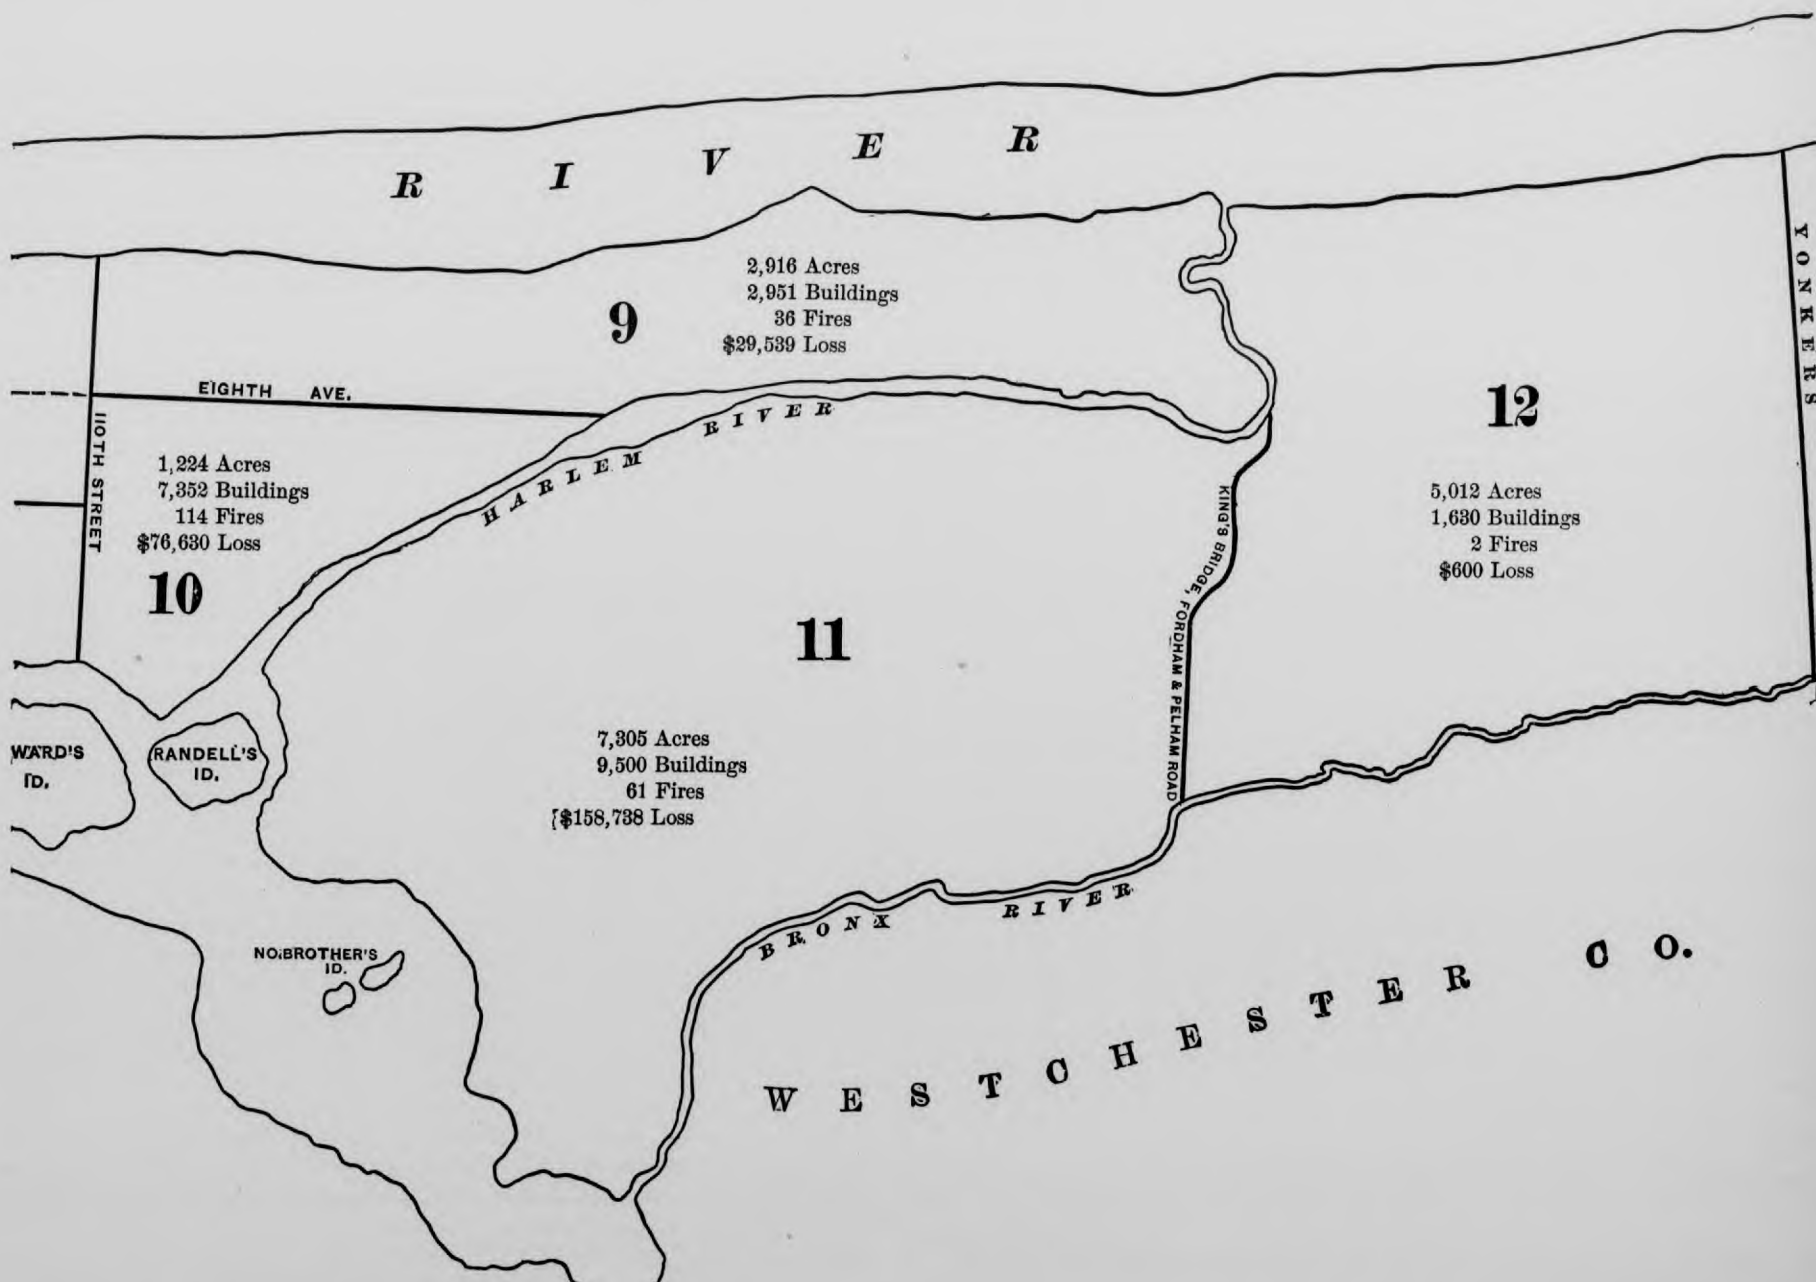 RIVER
9
2,916 Acres
2,951 Buildings
36 Fires
$29,539 Loss
YONKERS
EIGHTH AVE.
110TH STREET
1,224 Acres
7,352 Buildings
114 Fires
$76,630 Loss
10
HARLEM RIVER
12
5,012 Acres
1,630 Buildings
2 Fires
$600 Loss
KING'S BRIDGE, FORDHAM & PELHAM ROAD
11
7,305 Acres
9,500 Buildings
61 Fires
[$158,738 Loss
WARD'S
ID.
RANDELL'S
ID.
NO.BROTHER'S
ID.
BRONX RIVER
WESTCHESTER CO.